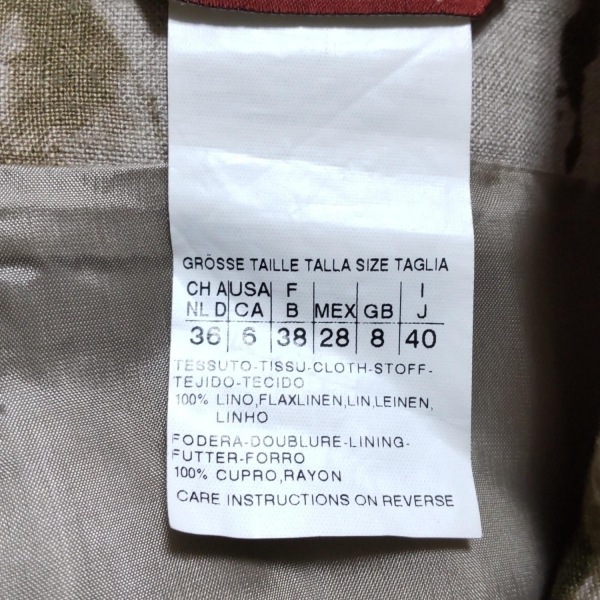 GRÖSSE TAILLE TALLA SIZE TAGLIA
CH A USA F I
NL D CA B MEX GB J
36 6 38 28 8 40
TESSUTO-TISSU-CLOTH-STOFF-
TEJIDO-TECIDO
100% LINO,FLAXLINEN,LIN,LEINEN,
LINHO
FODERA-DOUBLURE-LINING-
FUTTER-FORRO
100% CUPRO,RAYON
CARE INSTRUCTIONS ON REVERSE